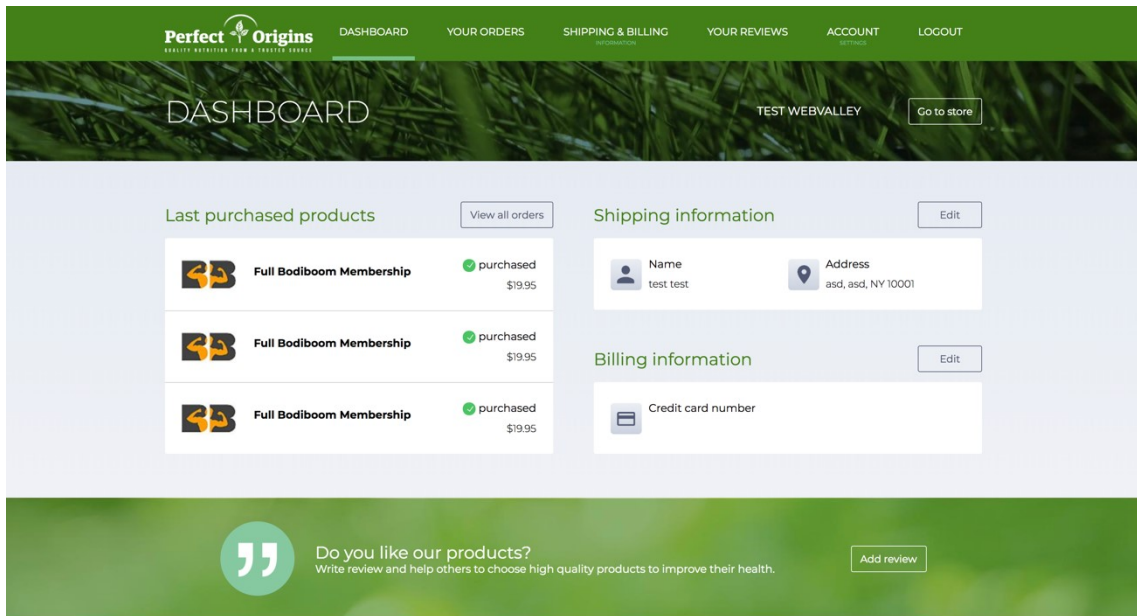 Perfect Origins
QUALITY NUTRITION FROM A TRUSTED SOURCE
DASHBOARD
YOUR ORDERS
SHIPPING & BILLING
INFORMATION
YOUR REVIEWS
ACCOUNT
SETTINGS
LOGOUT
DASHBOARD
TEST WEBVALLEY
Go to store
Last purchased products
View all orders
BB
Full Bodiboom Membership
purchased
$19.95
BB
Full Bodiboom Membership
purchased
$19.95
BB
Full Bodiboom Membership
purchased
$19.95
Shipping information
Edit
Name
test test
Address
asd, asd, NY 10001
Billing information
Edit
Credit card number
Do you like our products?
Write review and help others to choose high quality products to improve their health.
Add review